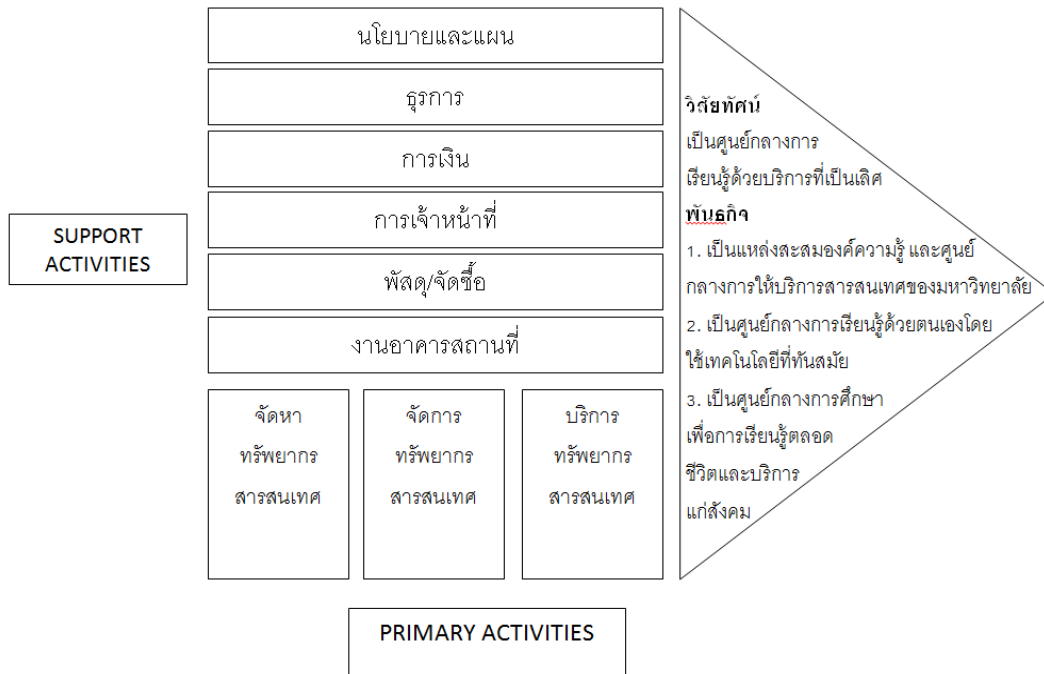 นโยบายและแผน
ธุรการ
การเงิน
การเจ้าหน้าที่
พัสดุ/จัดซื้อ
งานอาคารสถานที่
SUPPORT
ACTIVITIES
จัดหา
ทรัพยากร
สารสนเทศ
จัดการ
ทรัพยากร
สารสนเทศ
บริการ
ทรัพยากร
สารสนเทศ
PRIMARY ACTIVITIES
วิสัยทัศน์
เป็นศูนย์กลางการ
เรียนรู้ด้วยบริการที่เป็นเลิศ
พันธกิจ
1. เป็นแหล่งสะสมองค์ความรู้ และศูนย์
กลางการให้บริการสารสนเทศของมหาวิทยาลัย
2. เป็นศูนย์กลางการเรียนรู้ด้วยตนเองโดย
ใช้เทคโนโลยีที่ทันสมัย
3. เป็นศูนย์กลางการศึกษา
เพื่อการเรียนรู้ตลอด
ชีวิตและบริการ
แก่สังคม